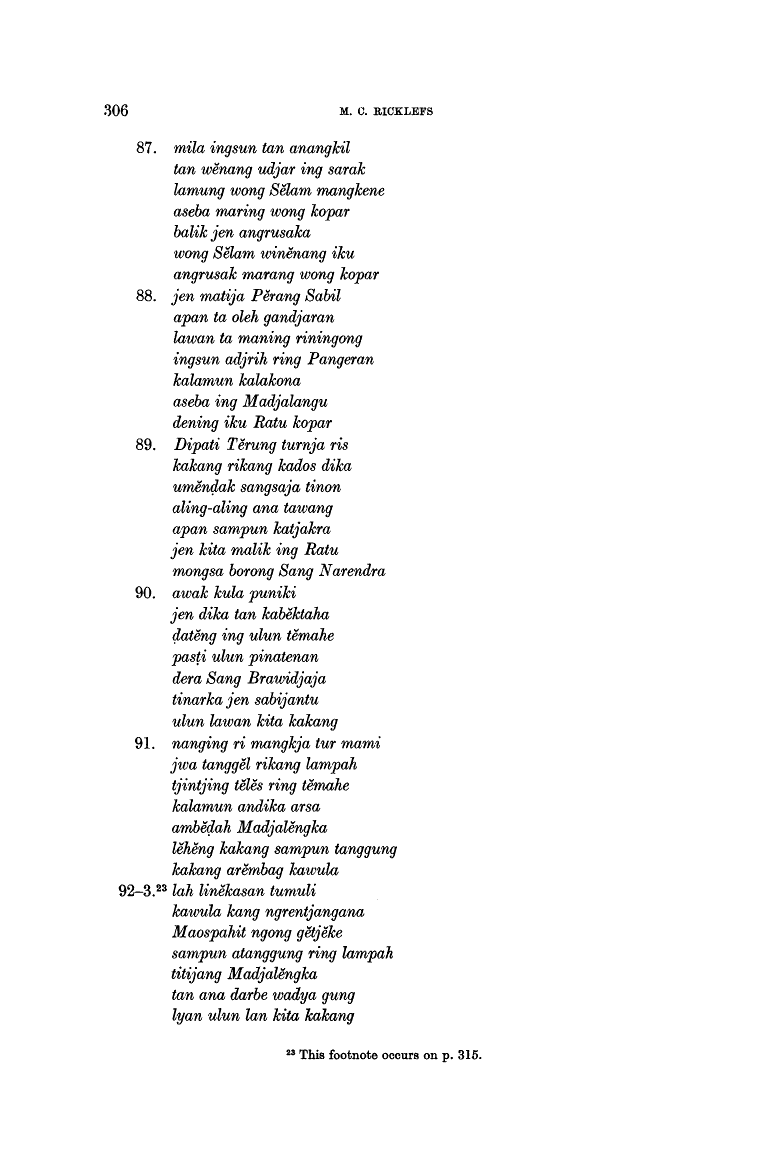 306 M. C. RICKLEFS
87. mila ingsun tan anangkil
tan wĕnang udjar ing sarak
lamung wong Sĕlam mangkene
aseba maring wong kopar
balik jen angrusaka
wong Sĕlam winĕnang iku
angrusak marang wong kopar
88. jen matija Pĕrang Sabil
apan ta oleh gandjaran
lawan ta maning riningong
ingsun adjrih ring Pangeran
kalamun kalakona
aseba ing Madjalangu
dening iku Ratu kopar
89. Dipati Tĕrung turnja ris
kakang rikang kados dika
umĕnḍak sangsaja tinon
aling-aling ana tawang
apan sampun katjakra
jen kita malik ing Ratu
mongsa borong Sang Narendra
90. awak kula puniki
jen dika tan kabĕktaha
ḍatĕng ing ulun tĕmahe
pasṭi ulun pinatenan
dera Sang Brawidjaja
tinarka jen sabijantu
ulun lawan kita kakang
91. nanging ri mangkja tur mami
jwa tanggĕl rikang lampah
tjintjing tĕlĕs ring tĕmahe
kalamun andika arsa
ambĕḍah Madjalĕngka
lĕhĕng kakang sampun tanggung
kakang arĕmbag kawula
92–3.²³ lah linĕkasan tumuli
kawula kang ngrentjangana
Maospahit ngong gĕtjĕke
sampun atanggung ring lampah
titijang Madjalĕngka
tan ana darbe wadya gung
lyan ulun lan kita kakang
²³ This footnote occurs on p. 315.